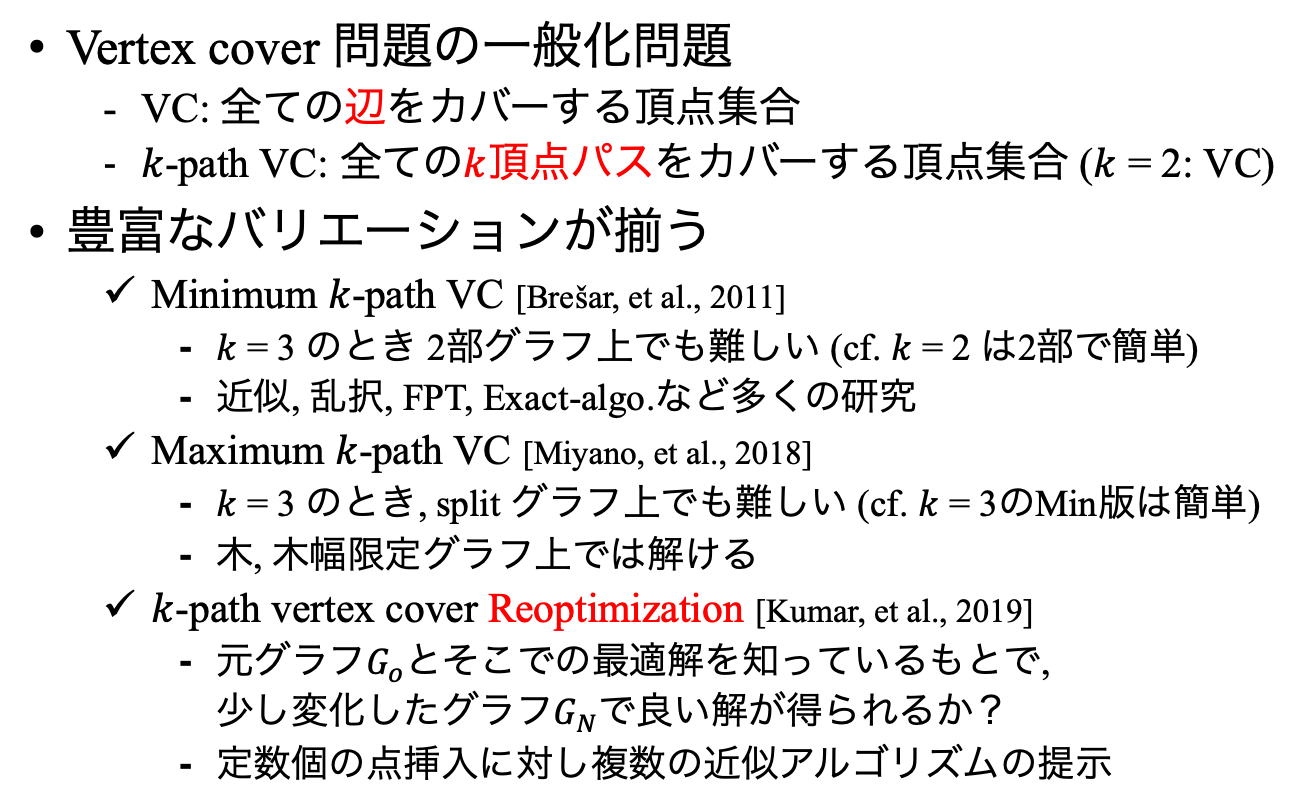 • Vertex cover 問題の一般化問題
- VC: 全ての辺をカバーする頂点集合
- k-path VC: 全てのk頂点パスをカバーする頂点集合 (k = 2: VC)
• 豊富なバリエーションが揃う
✓ Minimum k-path VC [Brešar, et al., 2011]
- k = 3 のとき 2部グラフ上でも難しい (cf. k = 2 は2部で簡単)
- 近似, 乱択, FPT, Exact-algo.など多くの研究
✓ Maximum k-path VC [Miyano, et al., 2018]
- k = 3 のとき, split グラフ上でも難しい (cf. k = 3のMin版は簡単)
- 木, 木幅限定グラフ上では解ける
✓ k-path vertex cover Reoptimization [Kumar, et al., 2019]
- 元グラフG_oとそこでの最適解を知っているもとで,
少し変化したグラフG_Nで良い解が得られるか？
- 定数個の点挿入に対し複数の近似アルゴリズムの提示